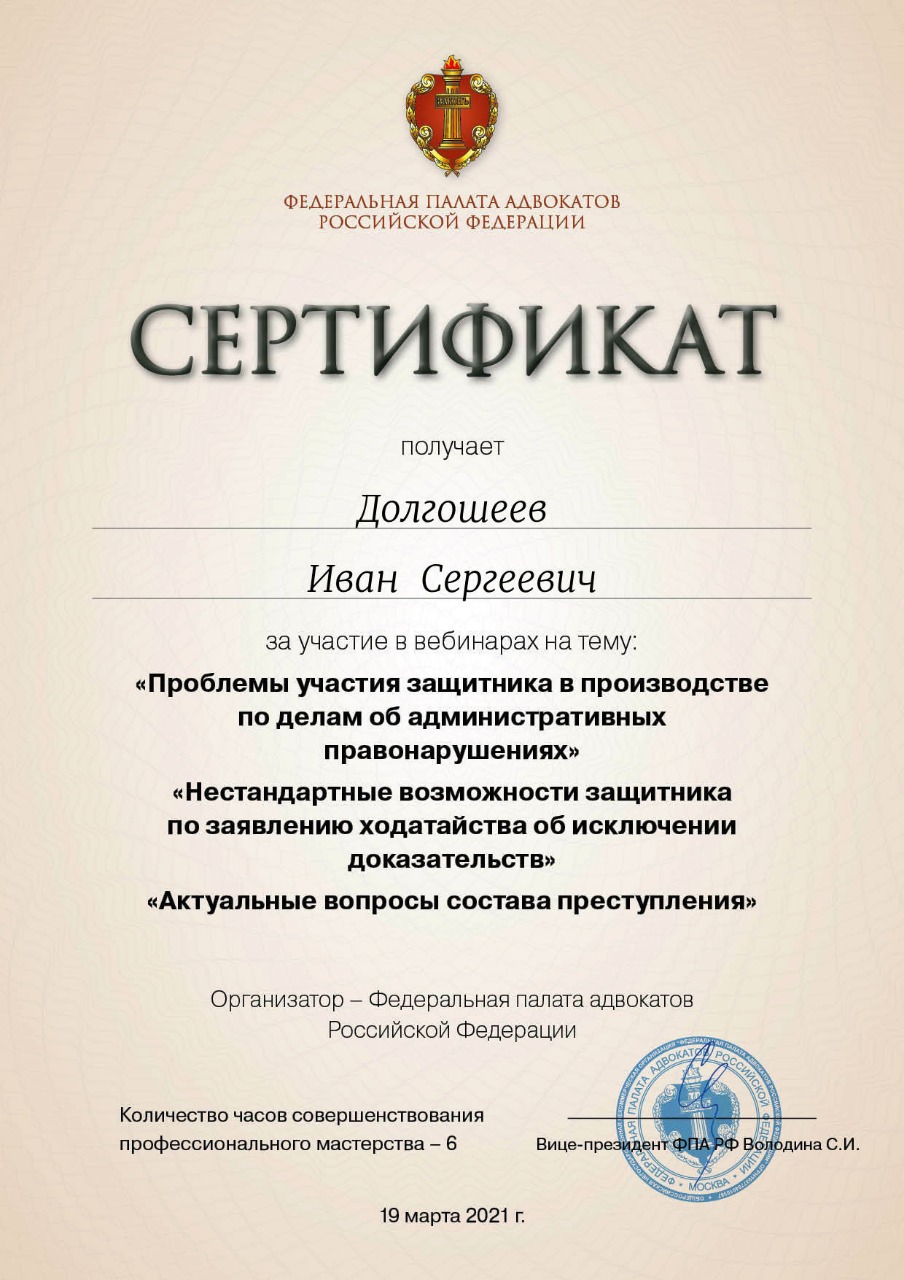 ЗАКОНЪ
ФЕДЕРАЛЬНАЯ ПАЛАТА АДВОКАТОВ
РОССИЙСКОЙ ФЕДЕРАЦИИ
СЕРТИФИКАТ
получает
Долгошеев
Иван Сергеевич
за участие в вебинарах на тему:
«Проблемы участия защитника в производстве
по делам об административных
правонарушениях»
«Нестандартные возможности защитника
по заявлению ходатайства об исключении
доказательств»
«Актуальные вопросы состава преступления»
Организатор – Федеральная палата адвокатов
Российской Федерации
Количество часов совершенствования
профессионального мастерства – 6
Вице-президент ФПА РФ Володина С.И.
ФЕДЕРАЛЬНАЯ ПАЛАТА АДВОКАТОВ РОССИЙСКОЙ ФЕДЕРАЦИИ
МОСКВА
19 марта 2021 г.